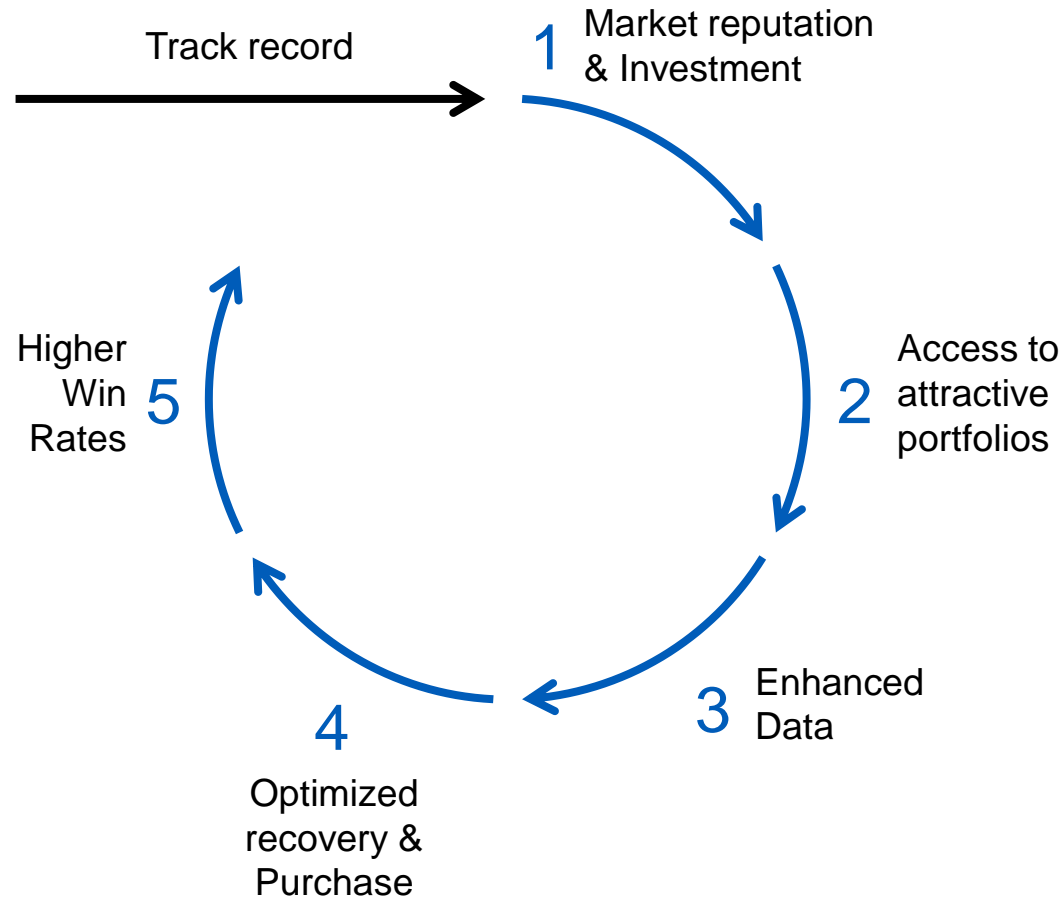 Track record
1
Market reputation
& Investment
2
Access to
attractive
portfolios
3
Enhanced
Data
4
Optimized
recovery &
Purchase
5
Higher
Win
Rates